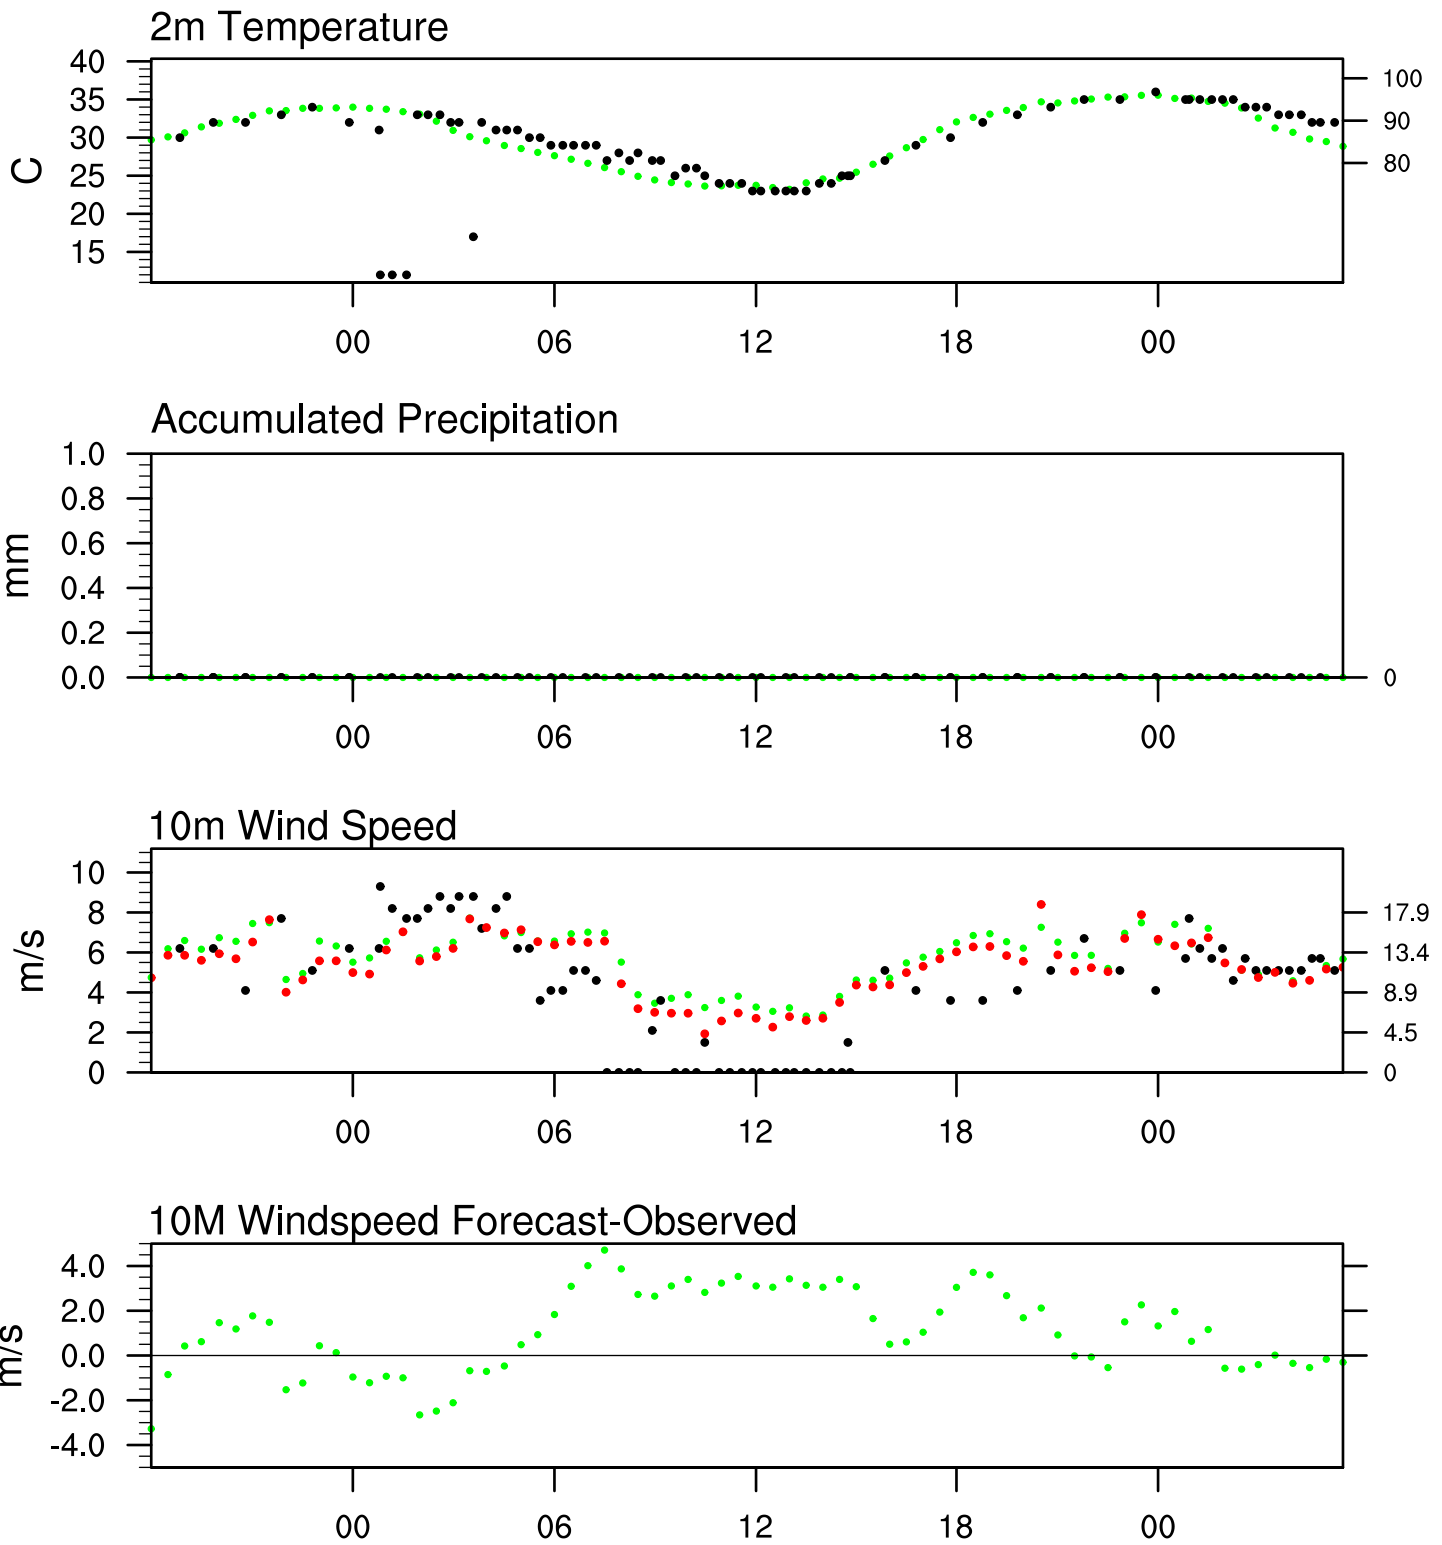 2m Temperature
40
35
30
25
20
15
C
100
90
80
00 06 12 18 00
Accumulated Precipitation
1.0
0.8
0.6
0.4
0.2
0.0
mm
0
00 06 12 18 00
10m Wind Speed
10
8
6
4
2
0
m/s
17.9
13.4
8.9
4.5
0
00 06 12 18 00
10M Windspeed Forecast-Observed
4.0
2.0
0.0
-2.0
-4.0
m/s
00 06 12 18 00